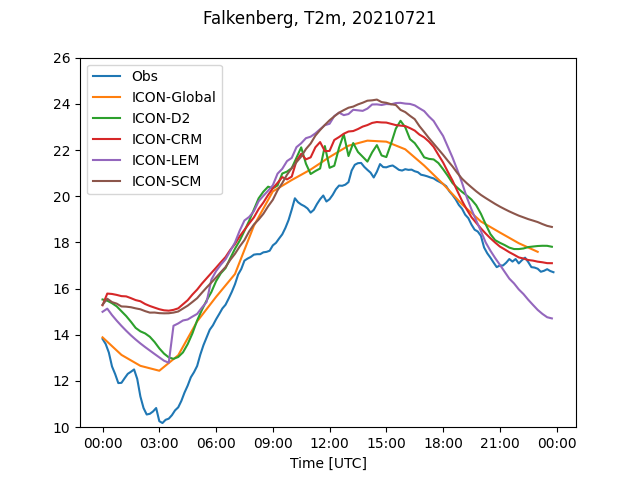 Falkenberg, T2m, 20210721
26
24
22
20
18
16
14
12
10
Obs
ICON-Global
ICON-D2
ICON-CRM
ICON-LEM
ICON-SCM
00:00 03:00 06:00 09:00 12:00 15:00 18:00 21:00 00:00
Time [UTC]